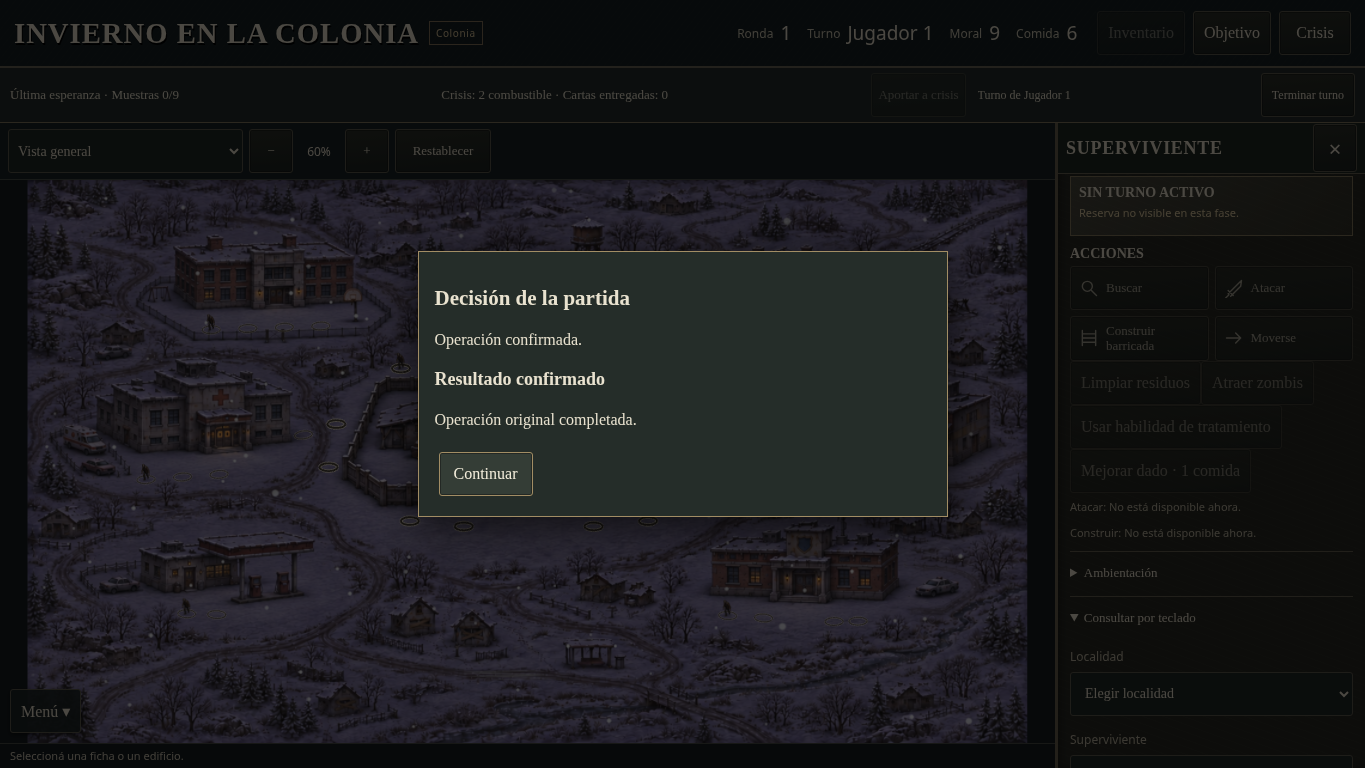 INVIERNO EN LA COLONIA Colonia Ronda 1 Turno Jugador 1 Moral 9 Comida 6 Inventario Objetivo Crisis
Última esperanza · Muestras 0/9 Crisis: 2 combustible · Cartas entregadas: 0 Aportar a crisis Turno de Jugador 1 Terminar turno
Vista general − 60% + Restablecer
SUPERVIVIENTE ✕
SIN TURNO ACTIVO
Reserva no visible en esta fase.
ACCIONES
Buscar Atacar
Construir barricada Moverse
Limpiar residuos Atraer zombis
Usar habilidad de tratamiento
Mejorar dado · 1 comida
Atacar: No está disponible ahora.
Construir: No está disponible ahora.
▶ Ambientación
▼ Consultar por teclado
Localidad
Elegir localidad
Superviviente
Decisión de la partida
Operación confirmada.
Resultado confirmado
Operación original completada.
Continuar
Menú ▾
Seleccioná una ficha o un edificio.